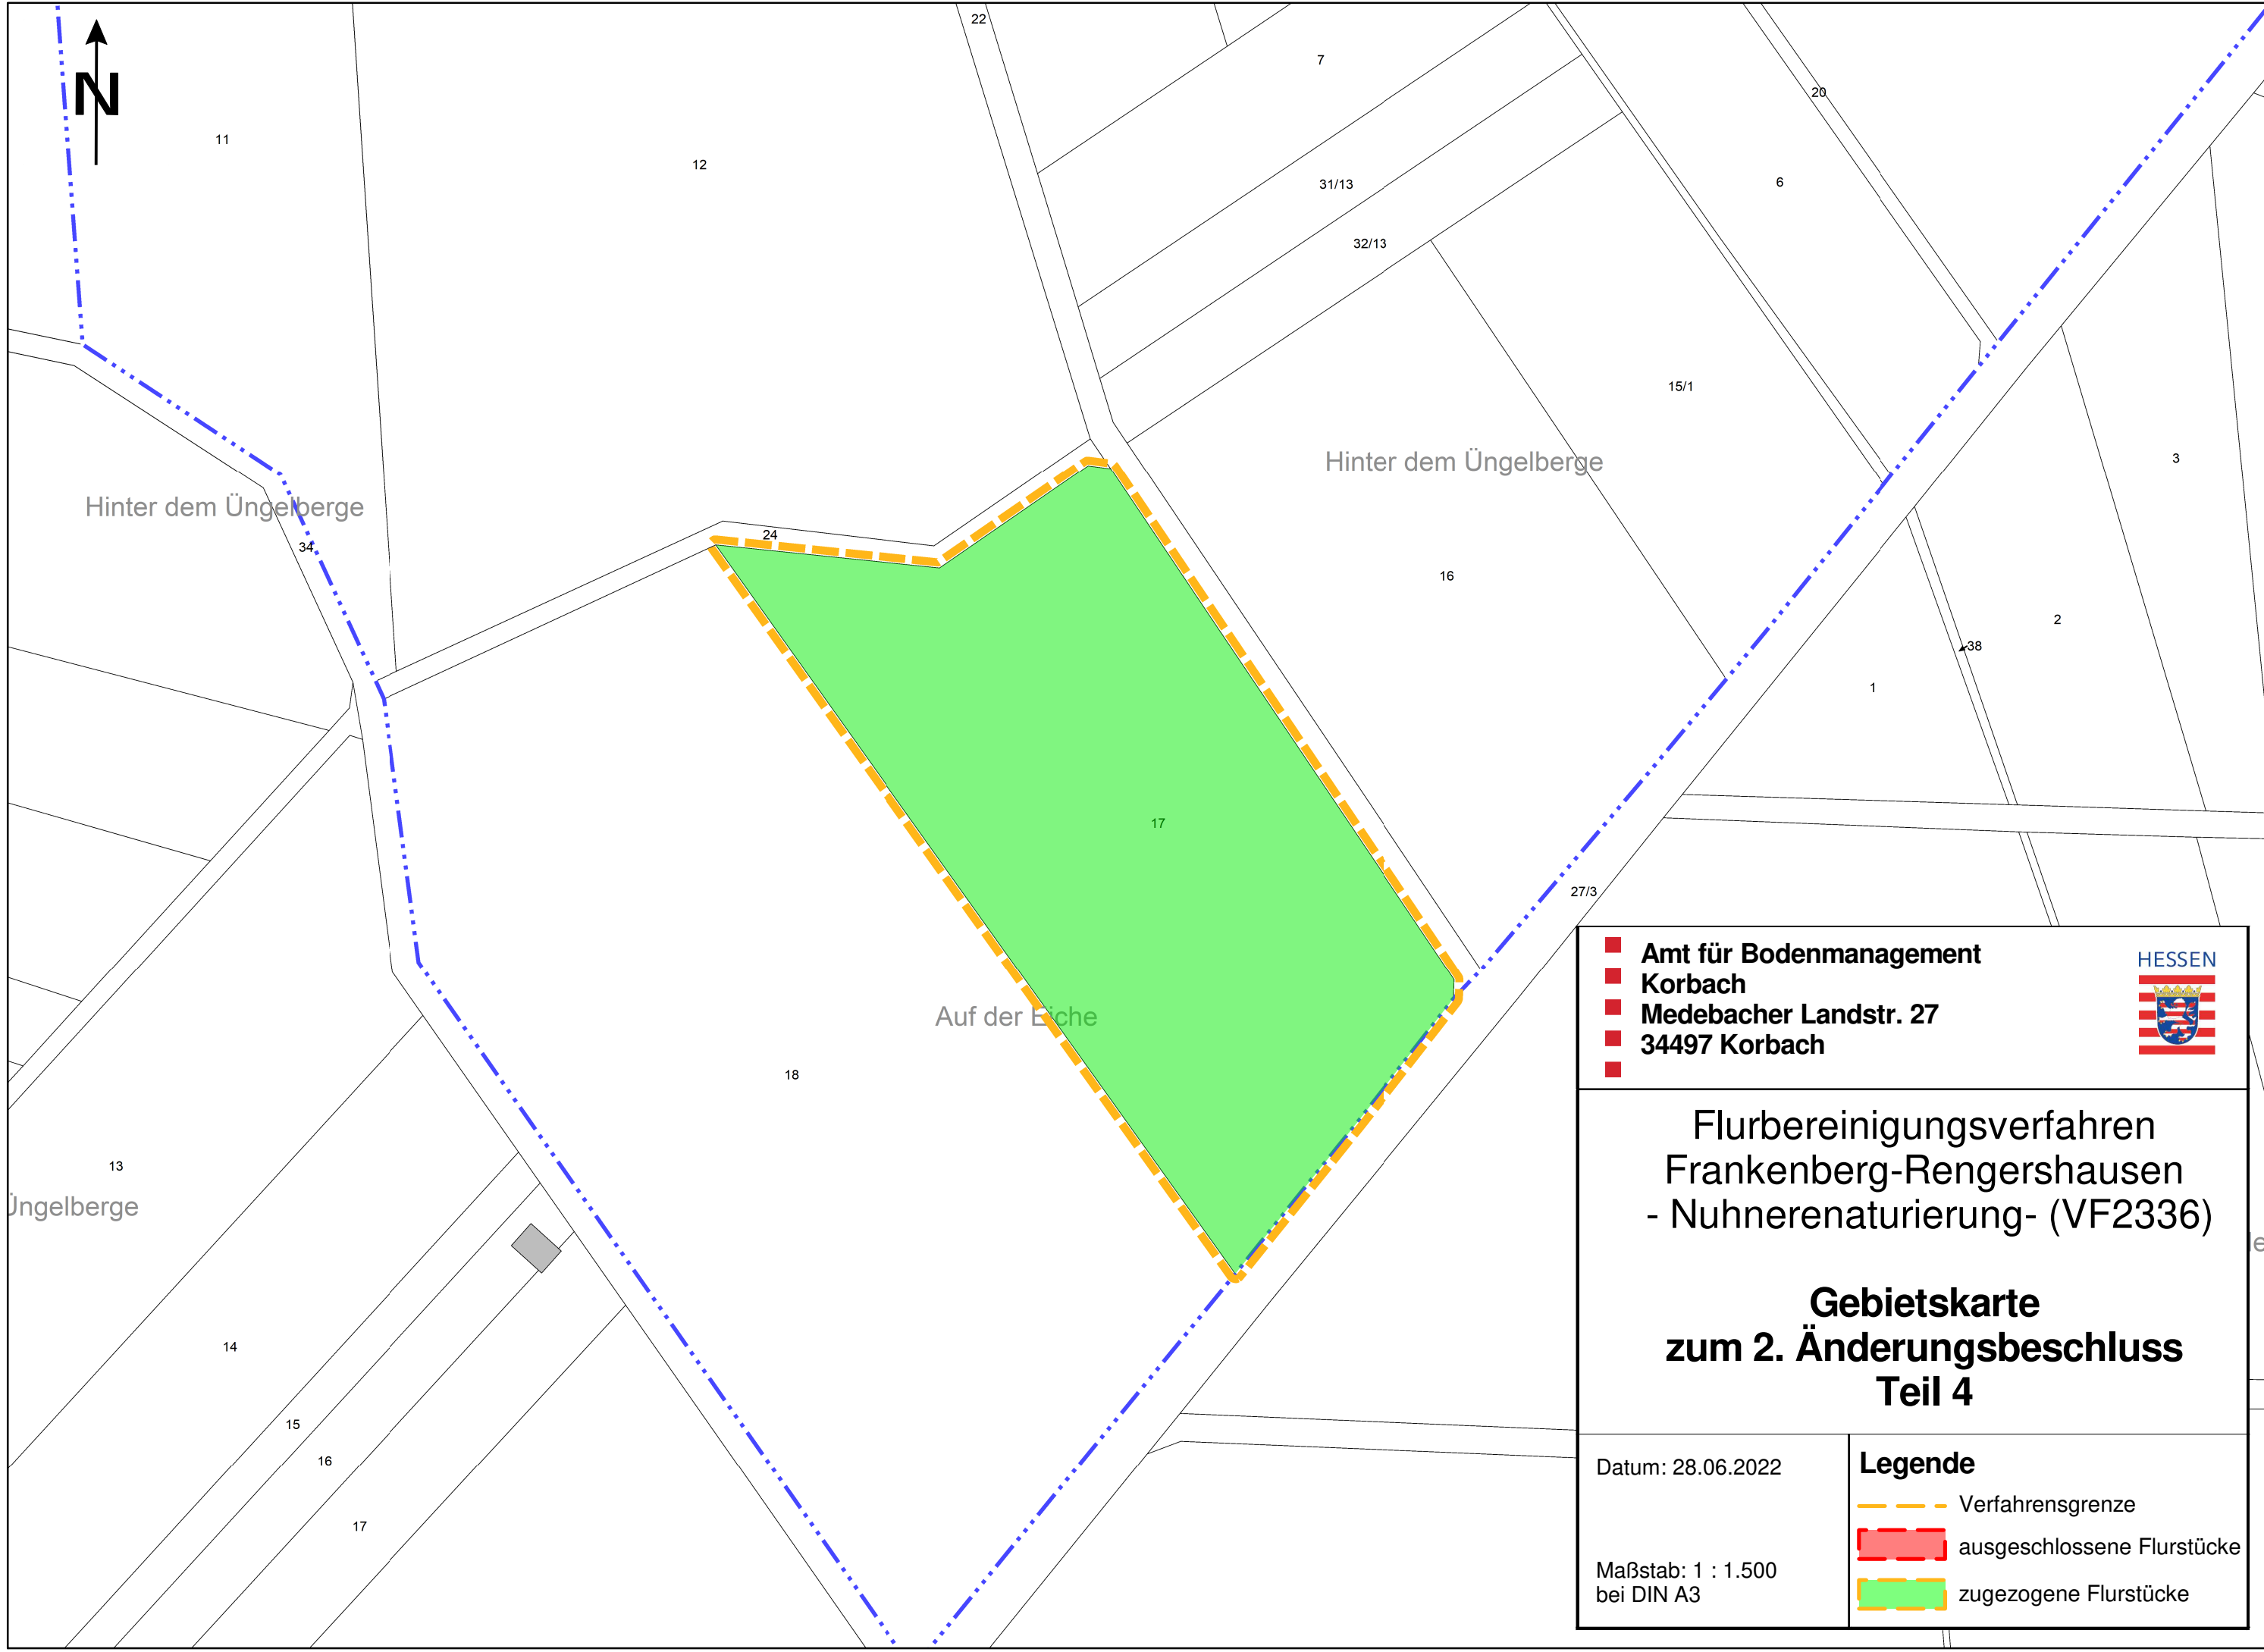 22
N
7
20
11
12
31/13
6
32/13
15/1
Hinter dem Üngelberge
3
Hinter dem Üngelberge
24
34
16
2
38
1
17
27/3
Auf der Eiche
18
13
Üngelberge
14
15
16
17
Amt für Bodenmanagement
Korbach
Medebacher Landstr. 27
34497 Korbach
HESSEN
Flurbereinigungsverfahren
Frankenberg-Rengershausen
- Nuhnerenaturierung- (VF2336)
Gebietskarte
zum 2. Änderungsbeschluss
Teil 4
Datum: 28.06.2022
Maßstab: 1 : 1.500
bei DIN A3
Legende
Verfahrensgrenze
ausgeschlossene Flurstücke
zugezogene Flurstücke